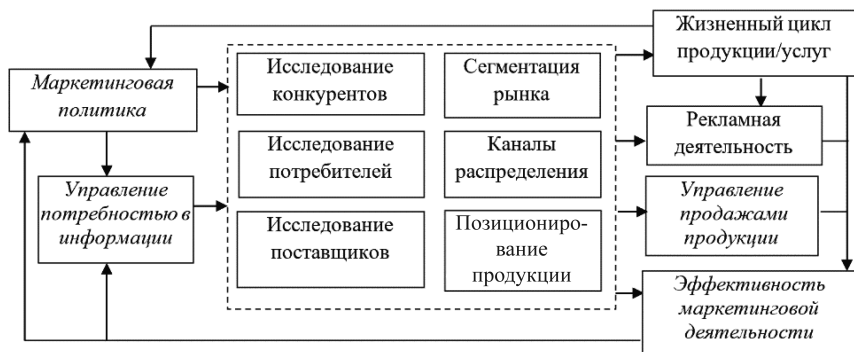 Маркетинговая
политика
Управление
потребностью в
информации
Исследование
конкурентов
Исследование
потребителей
Исследование
поставщиков
Сегментация
рынка
Каналы
распределения
Позициониро-
вание
продукции
Жизненный цикл
продукции/услуг
Рекламная
деятельность
Управление
продажами
продукции
Эффективность
маркетинговой
деятельности